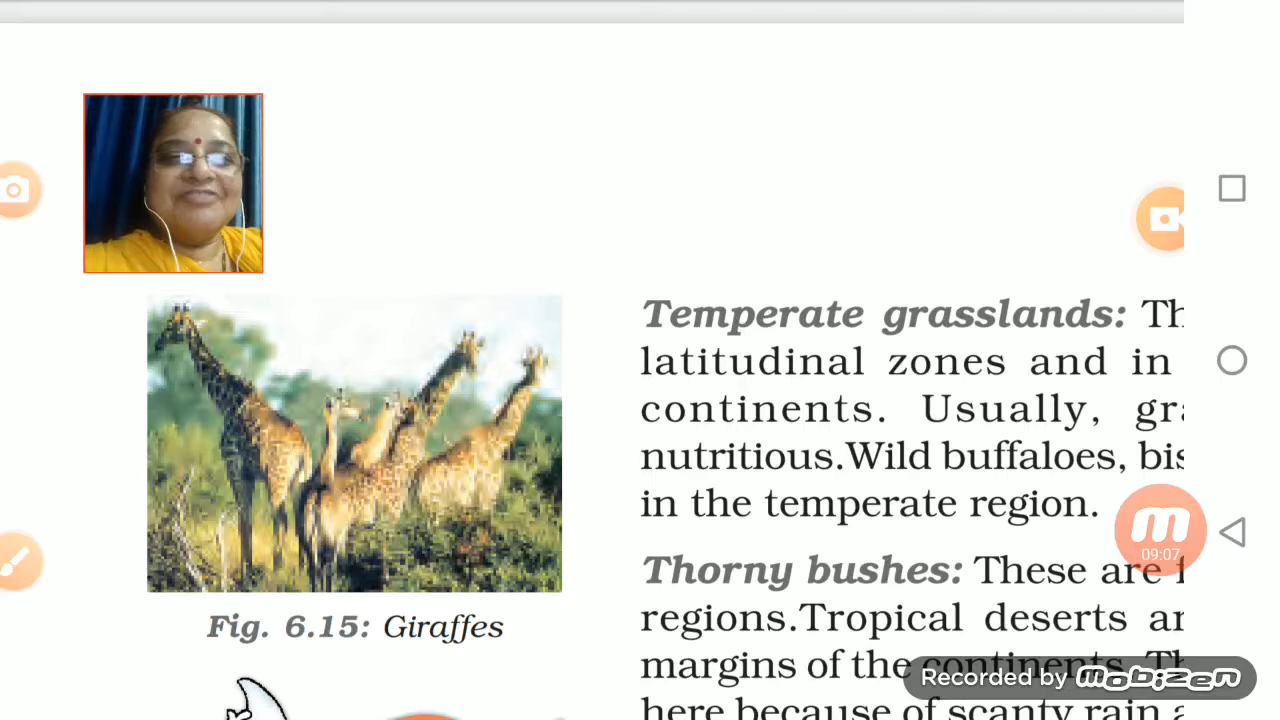 Temperate grasslands: Th
latitudinal zones and in
continents. Usually, gra
nutritious.Wild buffaloes, bis
in the temperate region.
09:07
Thorny bushes: These are f
Fig. 6.15: Giraffes
regions.Tropical deserts ar
margins of the continents. Th
Recorded by mobizen
here because of scanty rain a